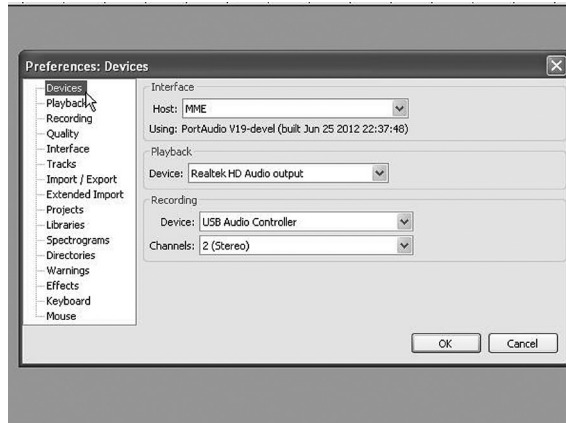 Preferences: Devices
Devices
Playback
Recording
Quality
Interface
Tracks
Import / Export
Extended Import
Projects
Libraries
Spectrograms
Directories
Warnings
Effects
Keyboard
Mouse
Interface
Host: MME
Using: PortAudio V19-devel (built Jun 25 2012 22:37:48)
Playback
Device: Realtek HD Audio output
Recording
Device: USB Audio Controller
Channels: 2 (Stereo)
OK Cancel